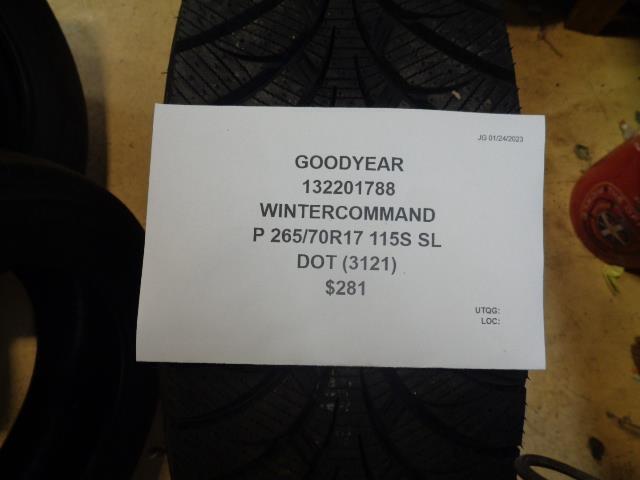 JG 01/24/2023
GOODYEAR
132201788
WINTERCOMMAND
P 265/70R17 115S SL
DOT (3121)
$281
UTQG:
LOC: